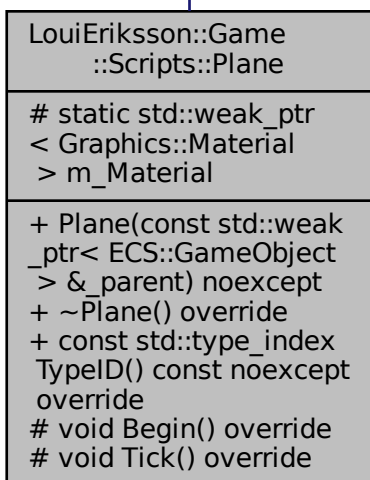 LouiEriksson::Game
::Scripts::Plane
# static std::weak_ptr
< Graphics::Material
> m_Material
+ Plane(const std::weak
_ptr< ECS::GameObject
> &_parent) noexcept
+ ~Plane() override
+ const std::type_index
TypeID() const noexcept
override
# void Begin() override
# void Tick() override